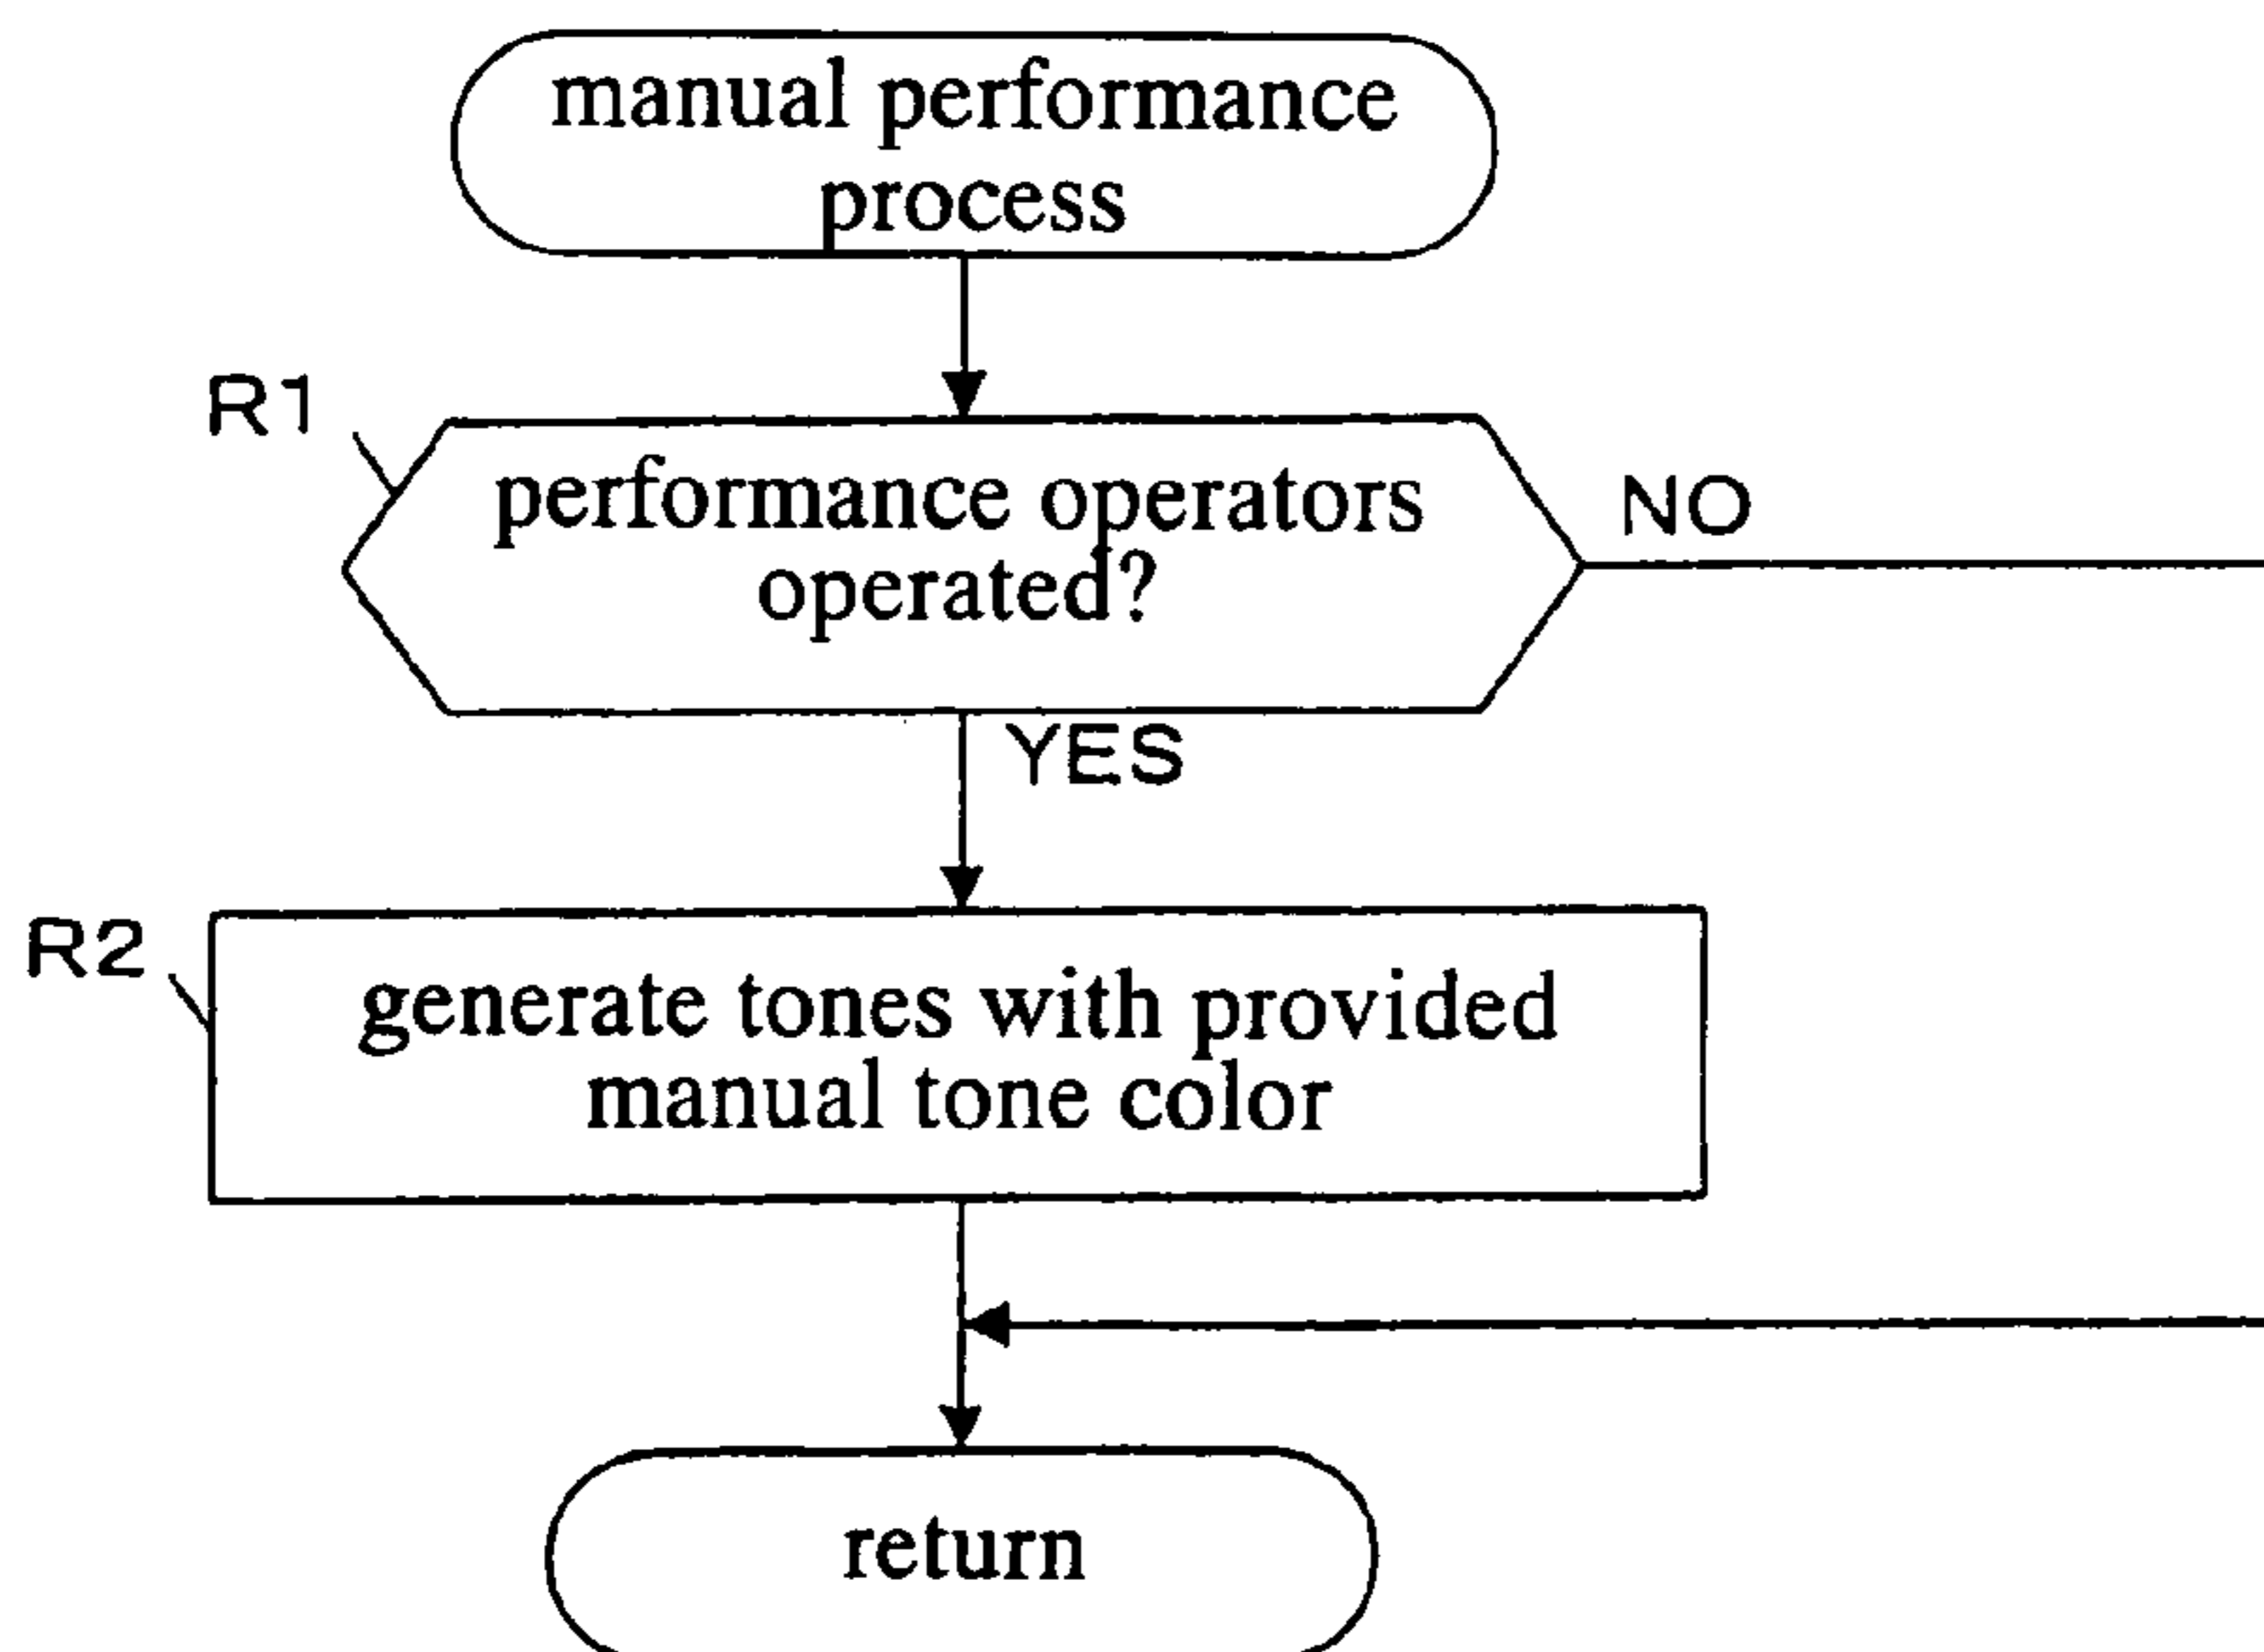 manual performance
process
R1
performance operators
operated?
NO
YES
R2
generate tones with provided
manual tone color
return